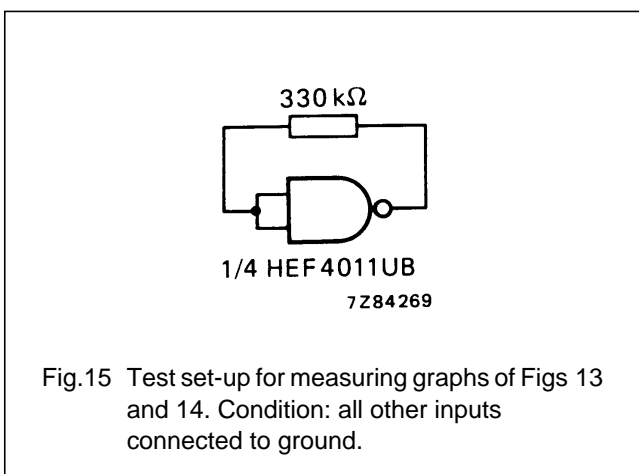 330 kΩ
1/4 HEF4011UB
7Z84269
Fig.15 Test set-up for measuring graphs of Figs 13
and 14. Condition: all other inputs
connected to ground.